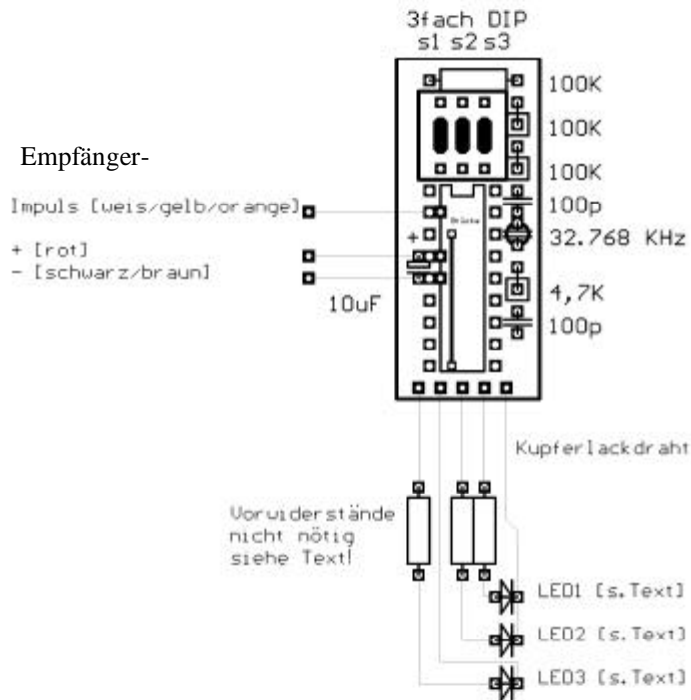 3fach DIP
s1 s2 s3
100K
100K
Empfänger-
100K
Impuls [weis/gelb/orange]
100p
Brücke
+
32.768 KHz
+ [rot]
- [schwarz/braun]
4,7K
10uF
100p
Kupferlackdraht
Vorwiderstände
nicht nötig
siehe Text!
LED1 [s.Text]
LED2 [s.Text]
LED3 [s.Text]